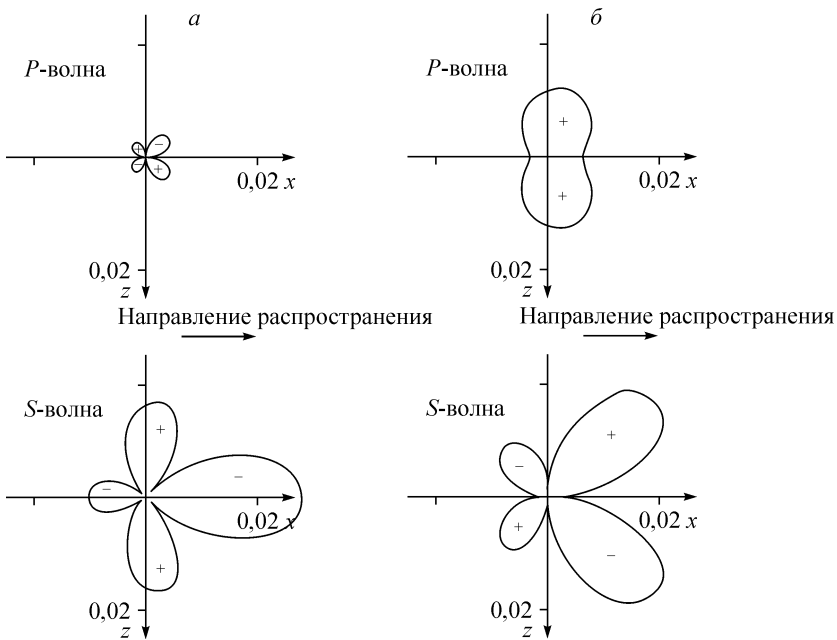 а
P-волна
+
–
–
+
0,02 x
0,02
z
б
P-волна
+
+
0,02 x
0,02
z
Направление распространения
Направление распространения
S-волна
+
–
–
+
0,02 x
0,02
z
S-волна
+
–
+
–
0,02 x
0,02
z